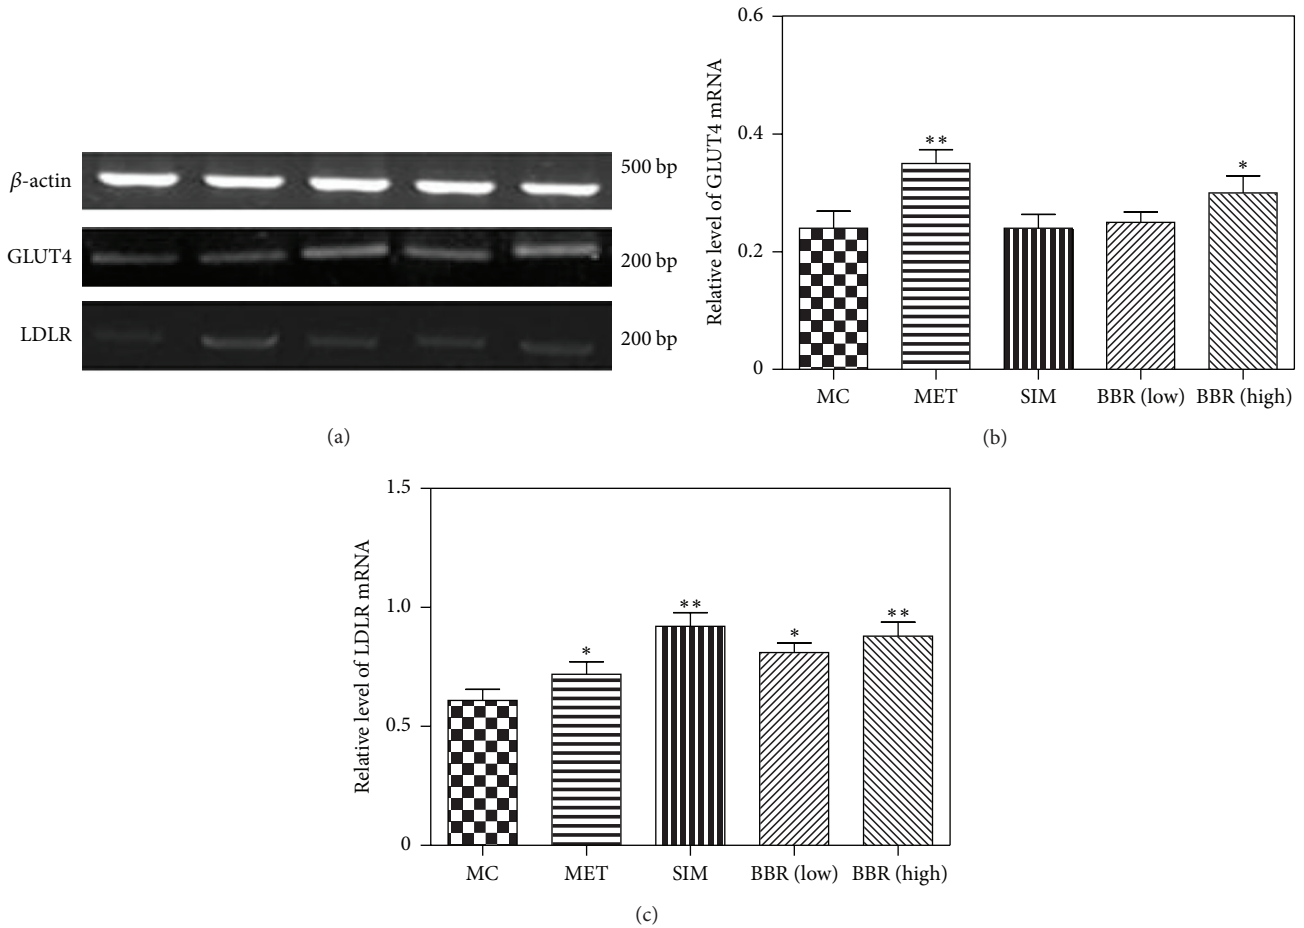 β-actin
500 bp
GLUT4
200 bp
LDLR
200 bp
(a)
Relative level of GLUT4 mRNA
0.6
0.4
0.2
0
**
*
MC
MET
SIM
BBR (low)
BBR (high)
(b)
Relative level of LDLR mRNA
1.5
1.0
0.5
0
*
**
*
**
MC
MET
SIM
BBR (low)
BBR (high)
(c)